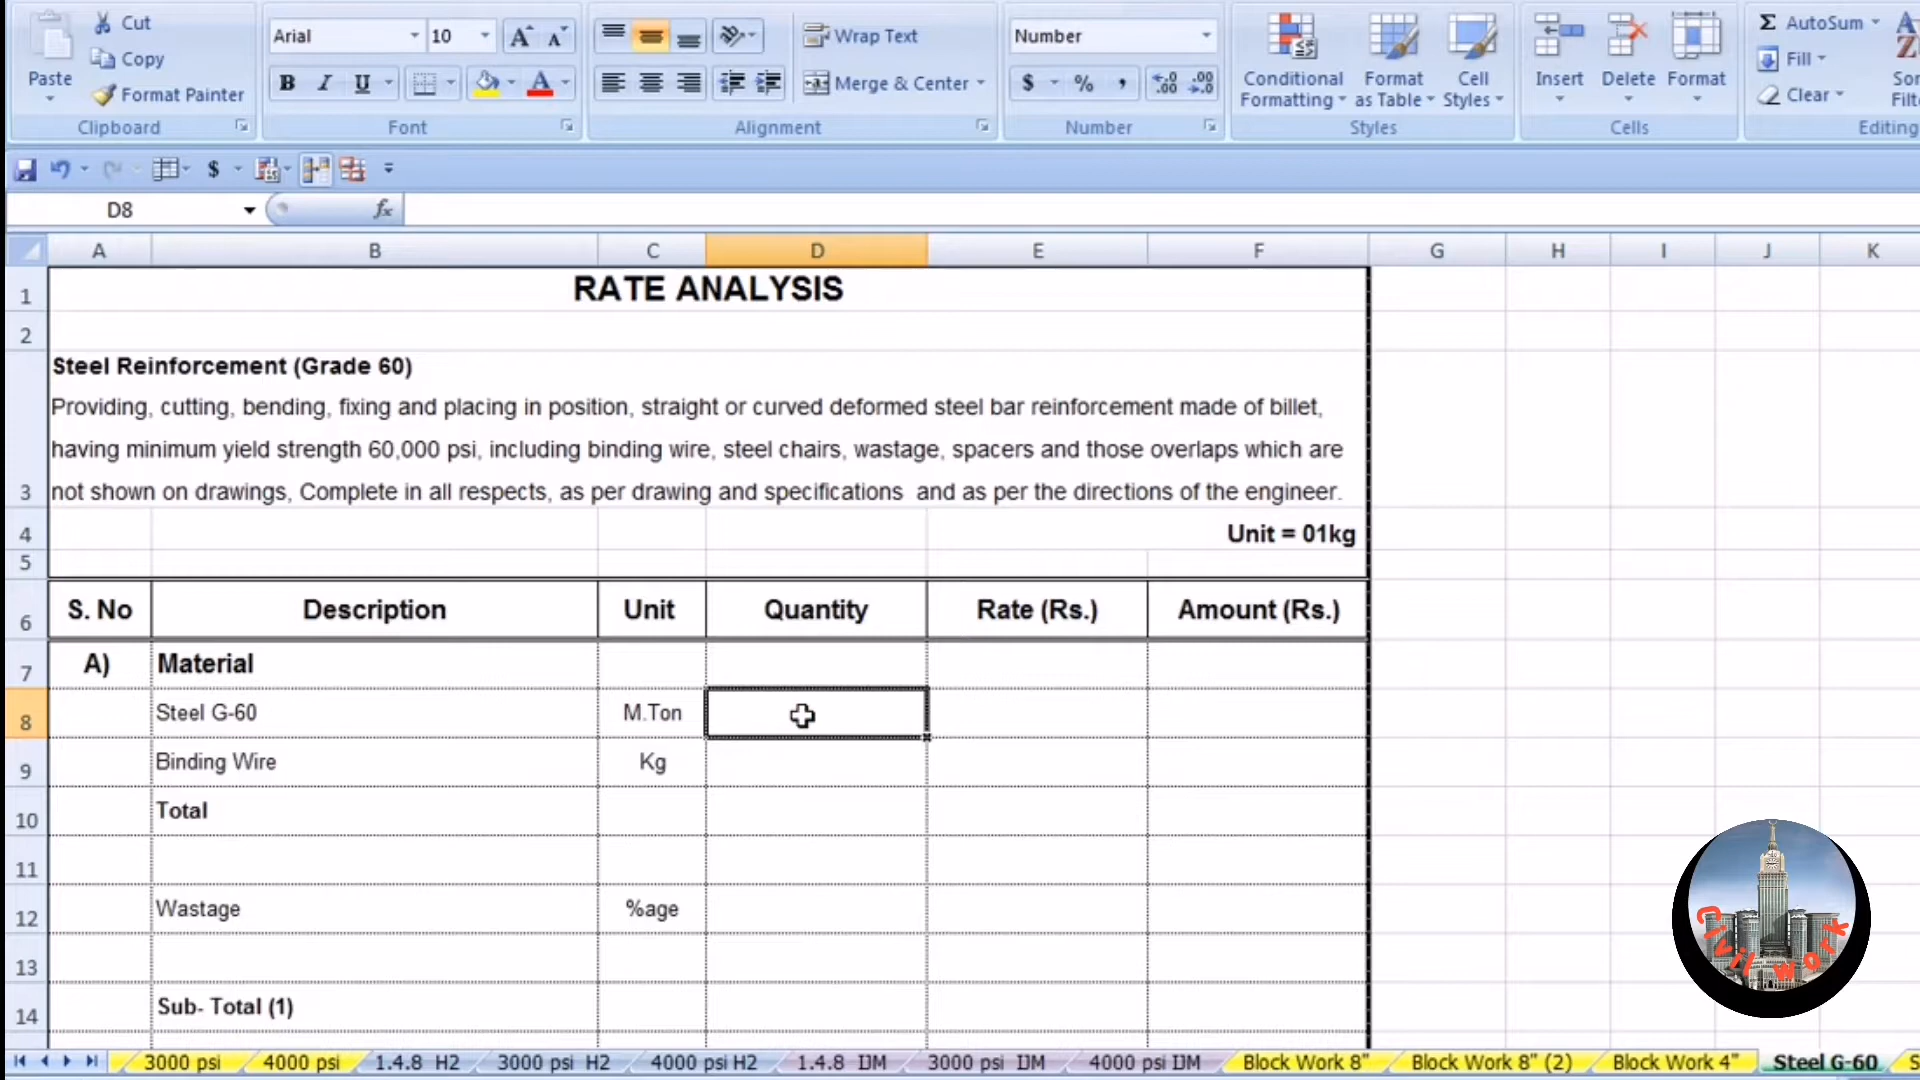 Cut
Copy
Paste
Format Painter
Clipboard
Arial
10
B I U
Font
Wrap Text
Merge & Center
Alignment
Number
$ % ,
Number
Conditional Formatting
Format as Table
Cell Styles
Styles
Insert
Delete
Format
Cells
Σ AutoSum
Fill
Clear
Editing
D8
fx
A B C D E F G H I J K
1 RATE ANALYSIS
2
Steel Reinforcement (Grade 60)
Providing, cutting, bending, fixing and placing in position, straight or curved deformed steel bar reinforcement made of billet,
having minimum yield strength 60,000 psi, including binding wire, steel chairs, wastage, spacers and those overlaps which are
3 not shown on drawings, Complete in all respects, as per drawing and specifications and as per the directions of the engineer.
4 Unit = 01kg
5
6 S. No Description Unit Quantity Rate (Rs.) Amount (Rs.)
7 A) Material
8 Steel G-60 M.Ton
9 Binding Wire Kg
10 Total
11
12 Wastage %age
13
14 Sub- Total (1)
Civil work
3000 psi 4000 psi 1.4.8 H2 3000 psi H2 4000 psi H2 1.4.8 IJM 3000 psi IJM 4000 psi IJM Block Work 8" Block Work 8" (2) Block Work 4" Steel G-60